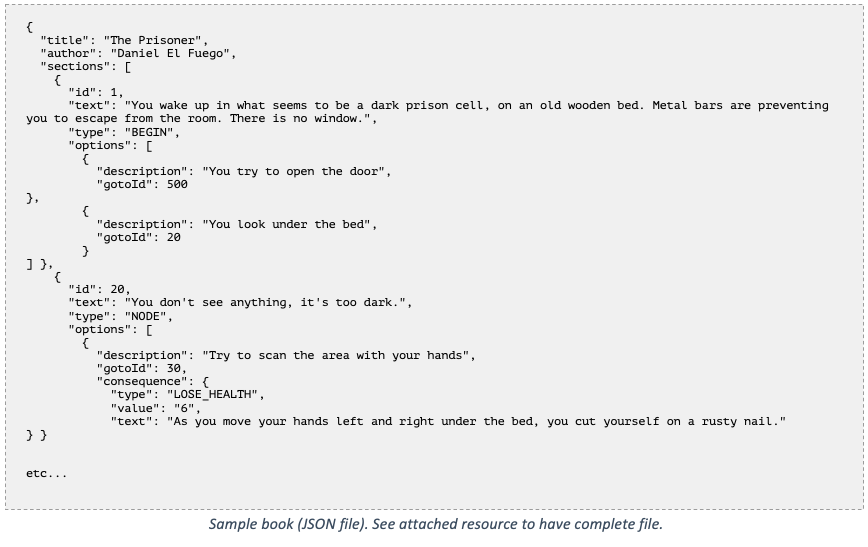 {
  "title": "The Prisoner",
  "author": "Daniel El Fuego",
  "sections": [
    {
      "id": 1,
      "text": "You wake up in what seems to be a dark prison cell, on an old wooden bed. Metal bars are preventing
you to escape from the room. There is no window.",
      "type": "BEGIN",
      "options": [
        {
          "description": "You try to open the door",
          "gotoId": 500
},
        {
          "description": "You look under the bed",
          "gotoId": 20
        }
] },
    {
      "id": 20,
      "text": "You don't see anything, it's too dark.",
      "type": "NODE",
      "options": [
        {
          "description": "Try to scan the area with your hands",
          "gotoId": 30,
          "consequence": {
            "type": "LOSE_HEALTH",
            "value": "6",
            "text": "As you move your hands left and right under the bed, you cut yourself on a rusty nail."
} }
etc...
Sample book (JSON file). See attached resource to have complete file.